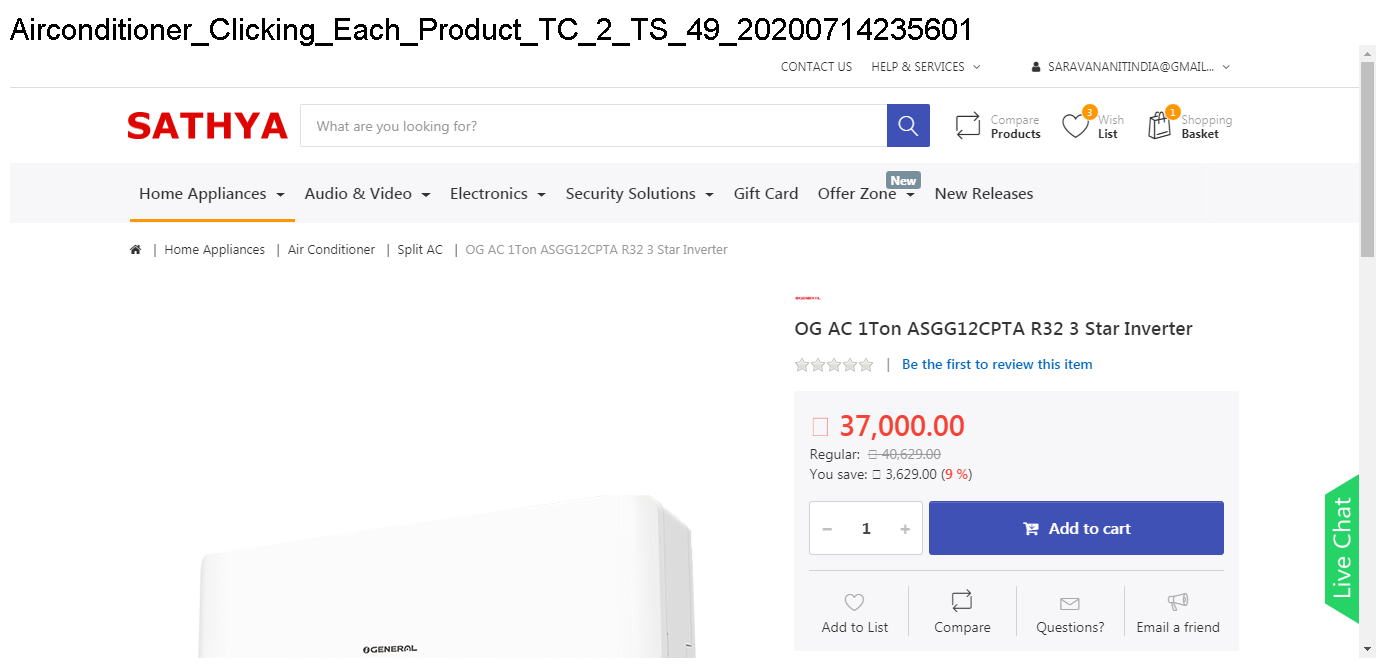 Airconditioner_Clicking_Each_Product_TC_2_TS_49_20200714235601
CONTACT US HELP & SERVICES SARAVANANITINDIA@GMAIL...
SATHYA What are you looking for? Compare Products 3 Wish List 1 Shopping Basket
New
Home Appliances Audio & Video Electronics Security Solutions Gift Card Offer Zone New Releases
| Home Appliances | Air Conditioner | Split AC | OG AC 1Ton ASGG12CPTA R32 3 Star Inverter
OG AC 1Ton ASGG12CPTA R32 3 Star Inverter
| Be the first to review this item
37,000.00
Regular: 40,629.00
You save: 3,629.00 (9 %)
− 1 + Add to cart
Live Chat
Add to List Compare Questions? Email a friend
GENERAL